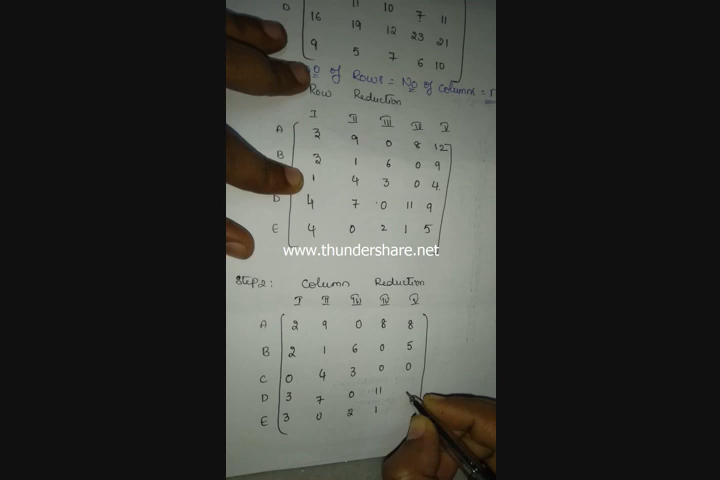 11 10 7 11
D 16 19 12 23 21
9 5 7 6 10
of Rows = No of columns =
Row Reduction
I II III IV V
A 3 9 0 8 12
B 3 1 6 0 9
1 4 3 0 4
D 4 7 0 11 9
E 4 0 2 1 5
www.thundershare.net
Step 2: Column Reduction
I II III IV V
A 2 9 0 8 8
B 2 1 6 0 5
C 0 4 3 0 0
D 3 7 0 11
E 3 0 2 1